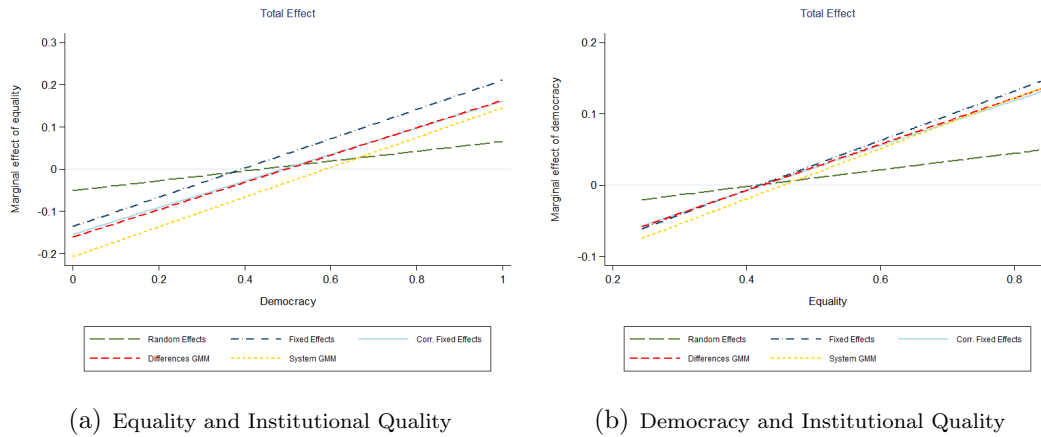 Total Effect
0.3
0.2
0.1
0
-0.1
-0.2
Marginal effect of equality
0 0.2 0.4 0.6 0.8 1
Democracy
Random Effects Fixed Effects Corr. Fixed Effects
Differences GMM System GMM
(a) Equality and Institutional Quality
Total Effect
0.2
0.1
0
-0.1
Marginal effect of democracy
0.2 0.4 0.6 0.8
Equality
Random Effects Fixed Effects Corr. Fixed Effects
Differences GMM System GMM
(b) Democracy and Institutional Quality